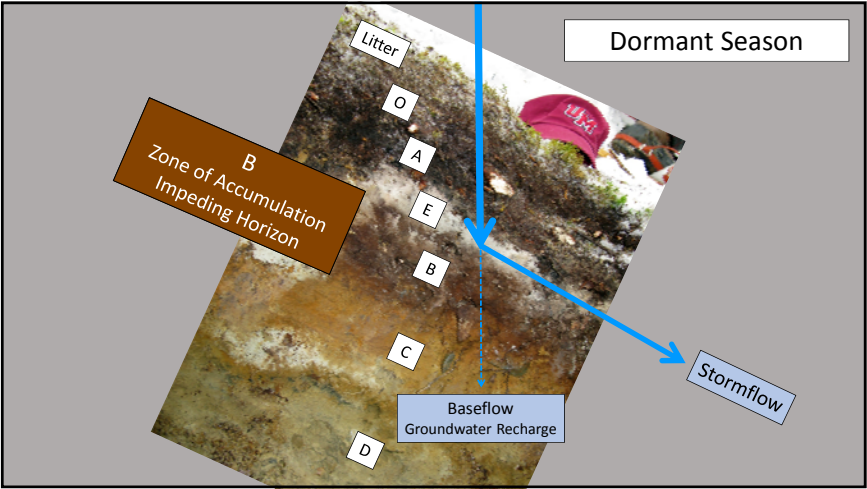 Dormant Season
Litter
O
A
E
B
C
D
B
Zone of Accumulation
Impeding Horizon
Stormflow
Baseflow
Groundwater Recharge